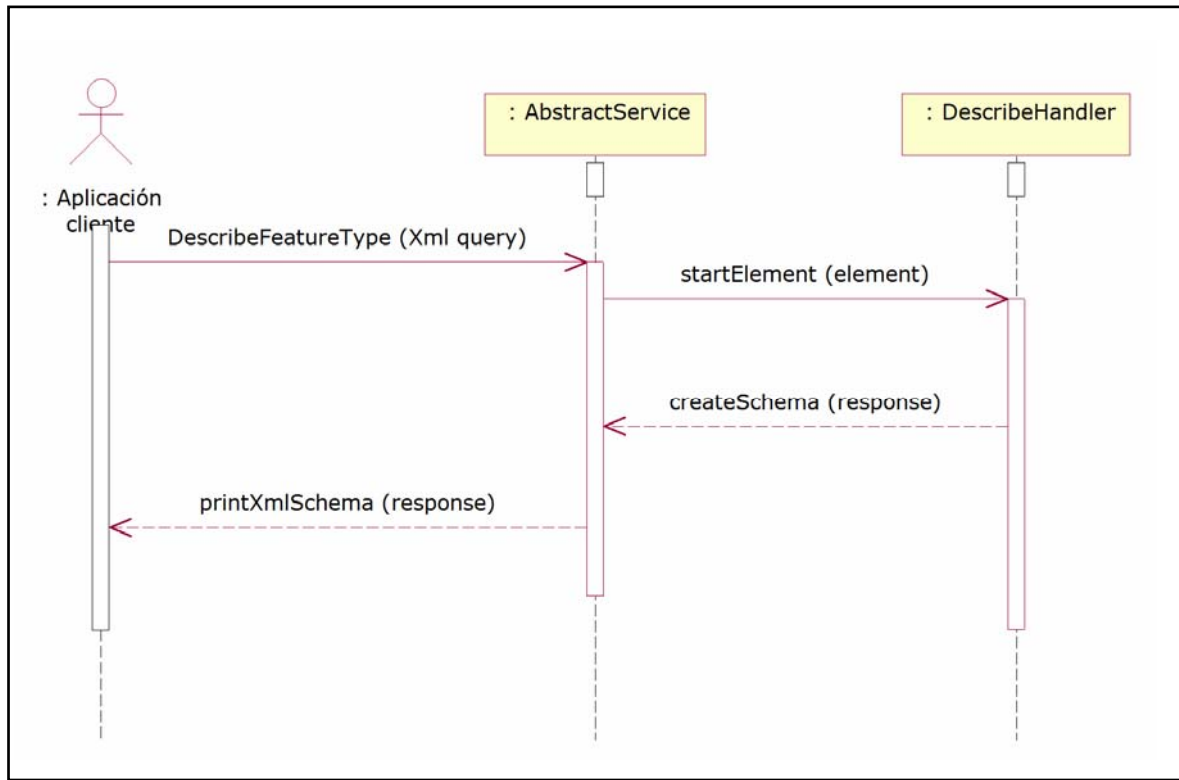 : AbstractService
: DescribeHandler
: Aplicación
cliente
DescribeFeatureType (Xml query)
startElement (element)
createSchema (response)
printXmlSchema (response)